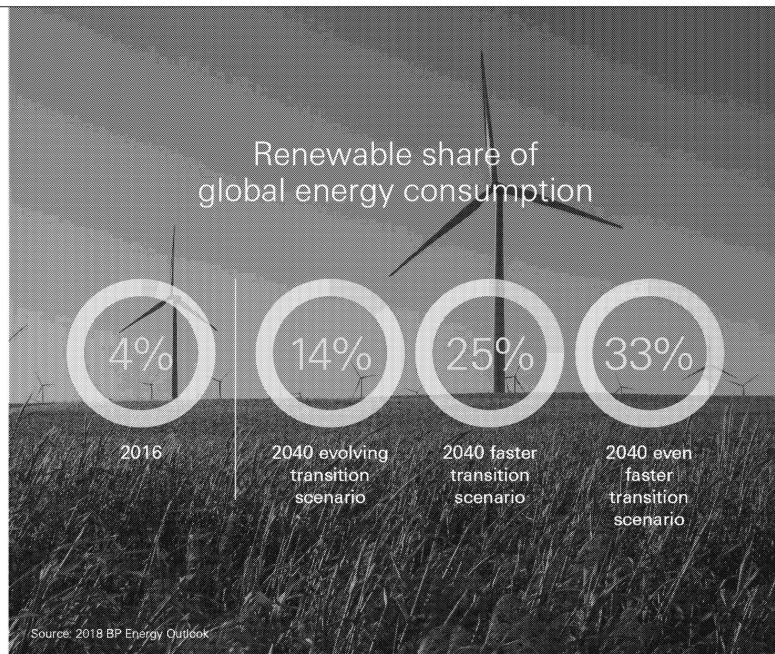 Renewable share of
global energy consumption
4%
14%
25%
33%
2016
2040 evolving
transition
scenario
2040 faster
transition
scenario
2040 even
faster
transition
scenario
Source: 2018 BP Energy Outlook